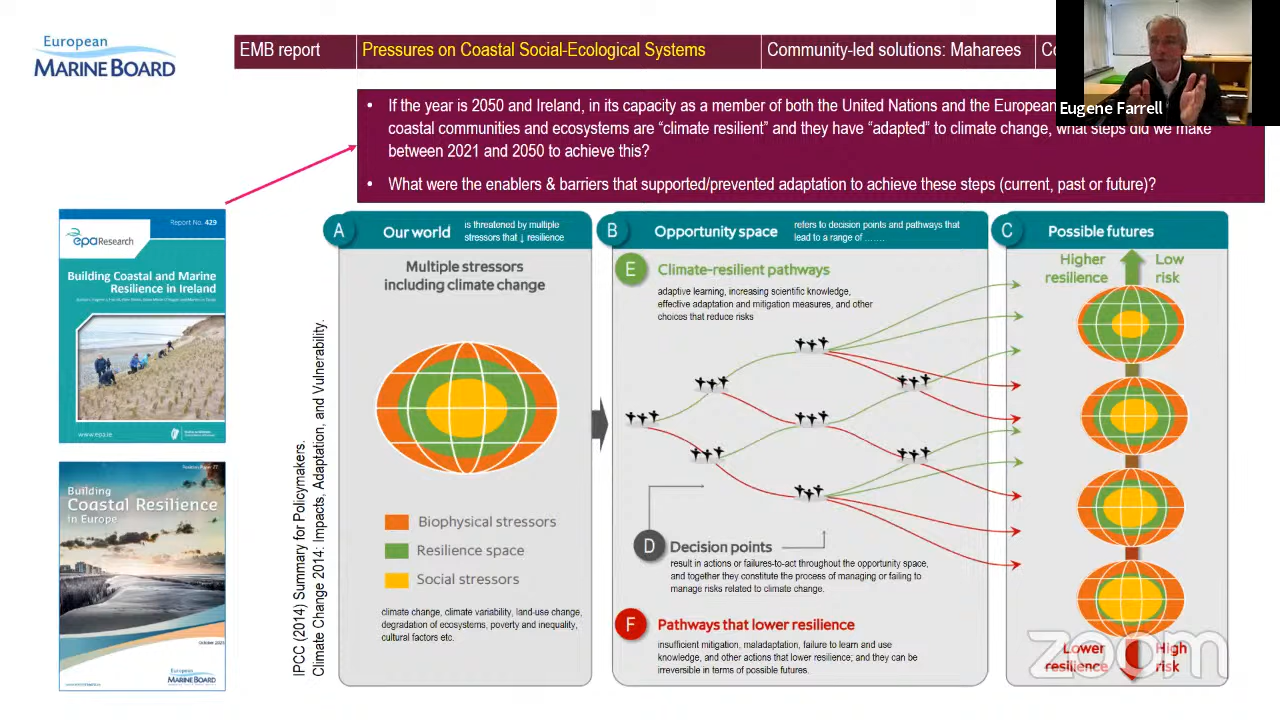 European
MARINE BOARD
EMB report
Pressures on Coastal Social-Ecological Systems
Community-led solutions: Maharees
Co
Eugene Farrell
• If the year is 2050 and Ireland, in its capacity as a member of both the United Nations and the European
coastal communities and ecosystems are “climate resilient” and they have “adapted” to climate change, what steps did we make
between 2021 and 2050 to achieve this?
• What were the enablers & barriers that supported/prevented adaptation to achieve these steps (current, past or future)?
Report No. 429
epa Research
Building Coastal and Marine
Resilience in Ireland
www.epa.ie
Building
Coastal Resilience
in Europe
October 2021
European
MARINE BOARD
IPCC (2014) Summary for Policymakers.
Climate Change 2014: Impacts, Adaptation, and Vulnerability.
A
Our world
is threatened by multiple
stressors that ↓ resilience
Multiple stressors
including climate change
Biophysical stressors
Resilience space
Social stressors
climate change, climate variability, land-use change,
degradation of ecosystems, poverty and inequality,
cultural factors etc.
B
Opportunity space
refers to decision points and pathways that
lead to a range of …….
E
Climate-resilient pathways
adaptive learning, increasing scientific knowledge,
effective adaptation and mitigation measures, and other
choices that reduce risks
D
Decision points
result in actions or failures-to-act throughout the opportunity space,
and together they constitute the process of managing or failing to
manage risks related to climate change.
F
Pathways that lower resilience
insufficient mitigation, maladaptation, failure to learn and use
knowledge, and other actions that lower resilience; and they can be
irreversible in terms of possible futures.
C
Possible futures
Higher
resilience
Low
risk
Lower
resilience
High
risk
zoom